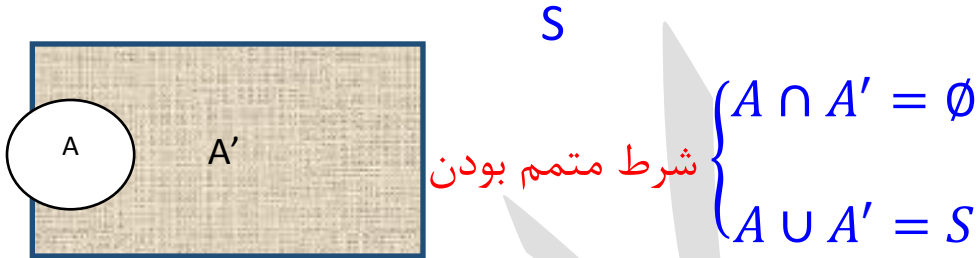 S
A
A’
شرط متمم بودن
A ∩ A′ = ∅
A ∪ A′ = S